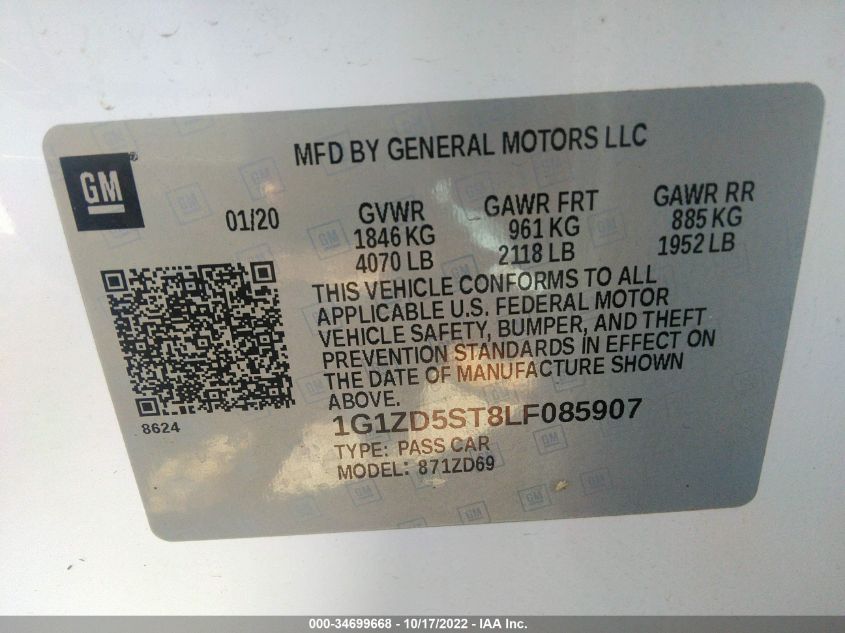 MFD BY GENERAL MOTORS LLC
GM
01/20
GVWR
1846 KG
4070 LB
GAWR FRT
961 KG
2118 LB
GAWR RR
885 KG
1952 LB
THIS VEHICLE CONFORMS TO ALL
APPLICABLE U.S. FEDERAL MOTOR
VEHICLE SAFETY, BUMPER, AND THEFT
PREVENTION STANDARDS IN EFFECT ON
THE DATE OF MANUFACTURE SHOWN
ABOVE.
8624
1G1ZD5ST8LF085907
TYPE: PASS CAR
MODEL: 871ZD69
000-34699668 - 10/17/2022 - IAA Inc.